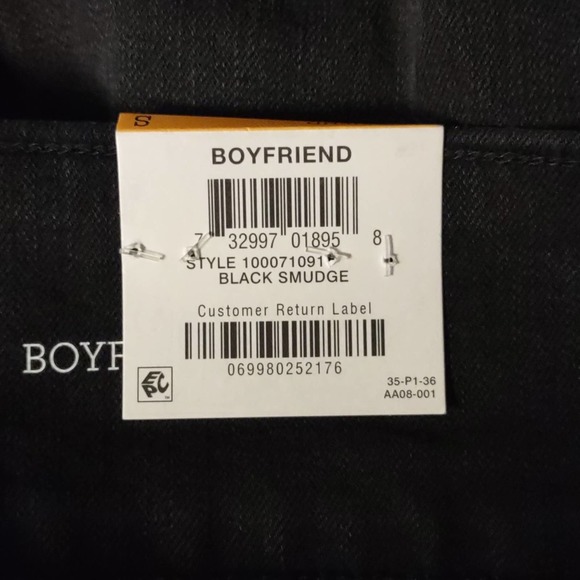 S
BOYFRIEND
7 32997 01895 8
STYLE 100071091
BLACK SMUDGE
Customer Return Label
069980252176
BOYF
EPC
35-P1-36
AA08-001